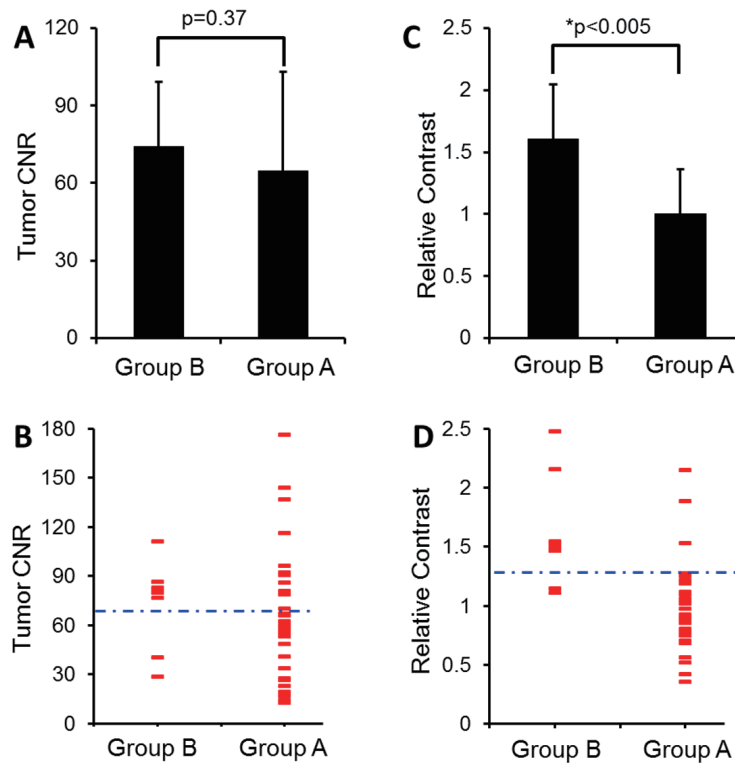 A
p=0.37
120
90
60
30
0
Tumor CNR
Group B
Group A
C
*p<0.005
2.5
2
1.5
1
0.5
0
Relative Contrast
Group B
Group A
B
180
150
120
90
60
30
0
Tumor CNR
Group B
Group A
D
2.5
2
1.5
1
0.5
0
Relative Contrast
Group B
Group A